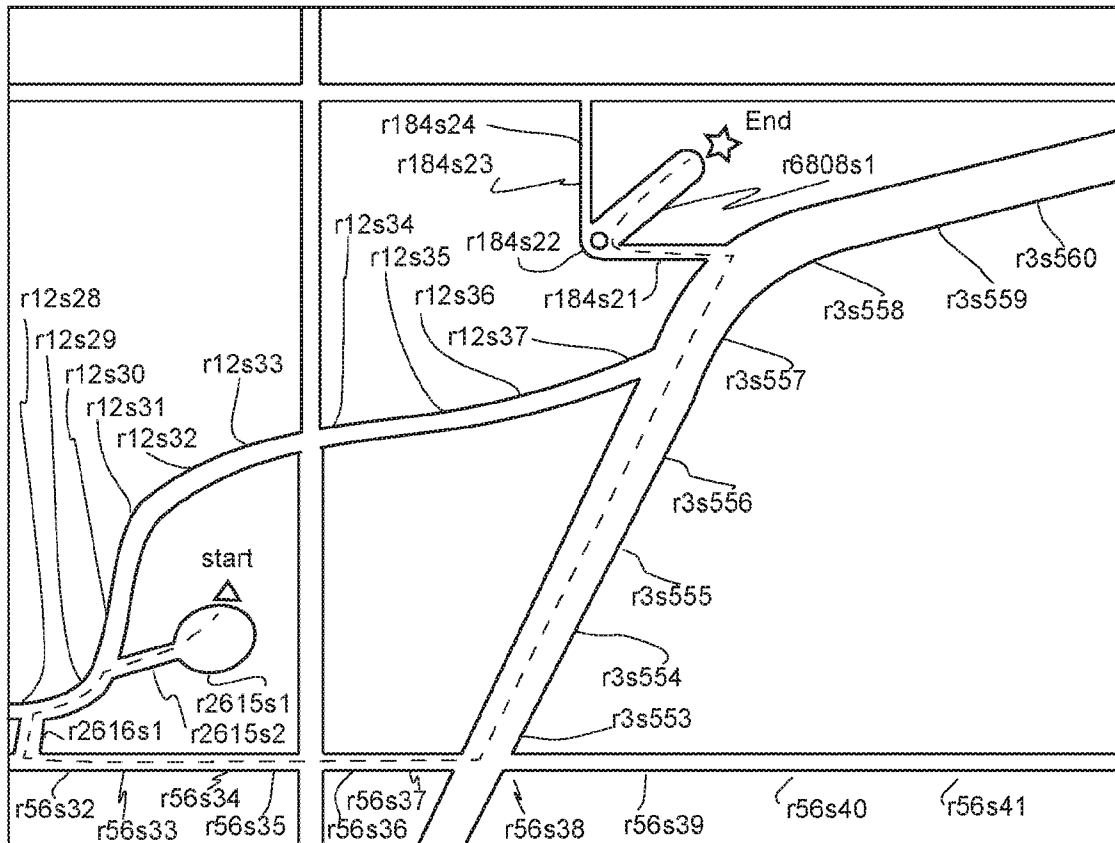 End
r184s24
r184s23
r6808s1
r12s34
r12s35
r184s22
r12s36
r184s21
r3s560
r3s559
r3s558
r12s28
r12s29
r12s30
r12s31
r12s32
r12s33
r12s37
r3s557
r3s556
start
r3s555
r3s554
r2615s1
r3s553
r2616s1
r2615s2
r56s32
r56s33
r56s34
r56s35
r56s36
r56s37
r56s38
r56s39
r56s40
r56s41